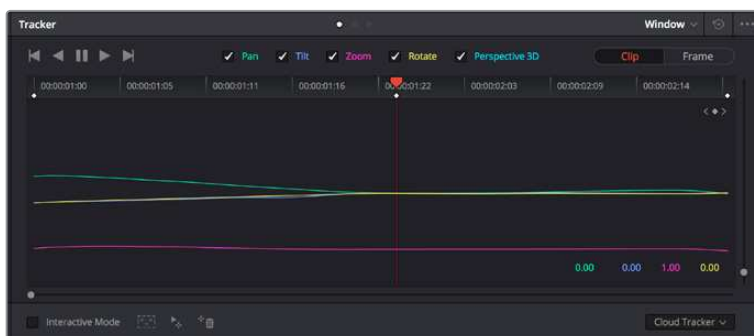 Tracker Window
Pan Tilt Zoom Rotate Perspective 3D Clip Frame
00:00:01:00 00:00:01:05 00:00:01:11 00:00:01:16 00:00:01:22 00:00:02:03 00:00:02:09 00:00:02:14
0.00 0.00 1.00 0.00
Interactive Mode Cloud Tracker